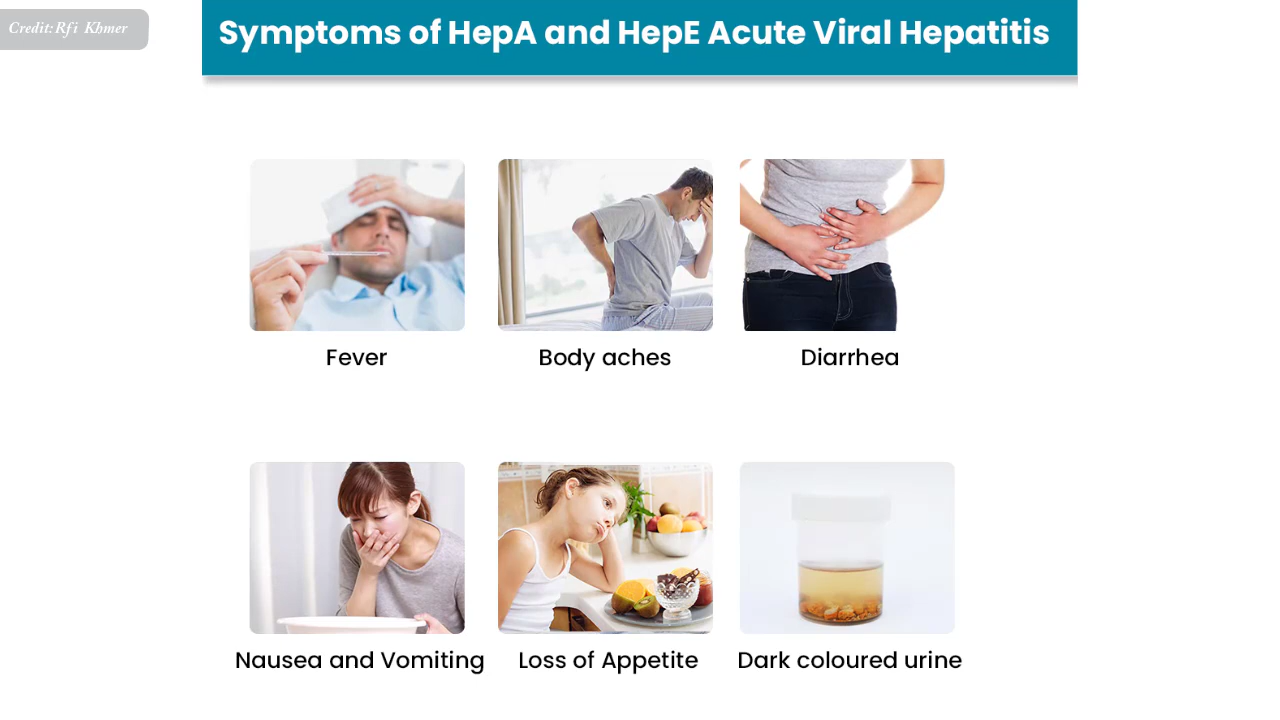 Credit:Rfi Khmer
Symptoms of HepA and HepE Acute Viral Hepatitis
Fever
Body aches
Diarrhea
Nausea and Vomiting
Loss of Appetite
Dark coloured urine